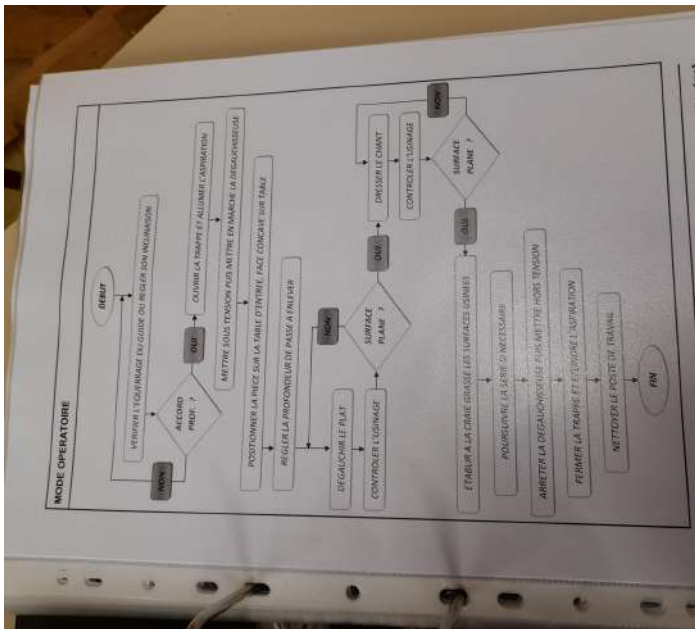 MODE OPERATOIRE
DEBUT
VERIFIER L'EQUERRAGE DU GUIDE OU REGLER SON INCLINAISON
ACCORD
PROF. ?
NON
OUI
OUVRIR LA TRAPPE ET ALLUMER L'ASPIRATION
METTRE SOUS TENSION PUIS METTRE EN MARCHE LA DEGAUCHISSEUSE
POSITIONNER LA PIECE SUR LA TABLE D'ENTREE, FACE CONCAVE SUR TABLE
REGLER LA PROFONDEUR DE PASSE A ENLEVER
DEGAUCHIR LE PLAT
CONTROLER L'USINAGE
NON
SURFACE
PLANE ?
OUI
DRESSER LE CHANT
CONTROLER L'USINAGE
NON
SURFACE
PLANE ?
OUI
ETABLIR A LA CRAIE GRASSE LES SURFACES USINEES
POURSUIVRE LA SERIE SI NECESSAIRE
ARRETER LA DEGAUCHISSEUSE PUIS METTRE HORS TENSION
FERMER LA TRAPPE ET ETEINDRE L'ASPIRATION
NETTOYER LE POSTE DE TRAVAIL
FIN